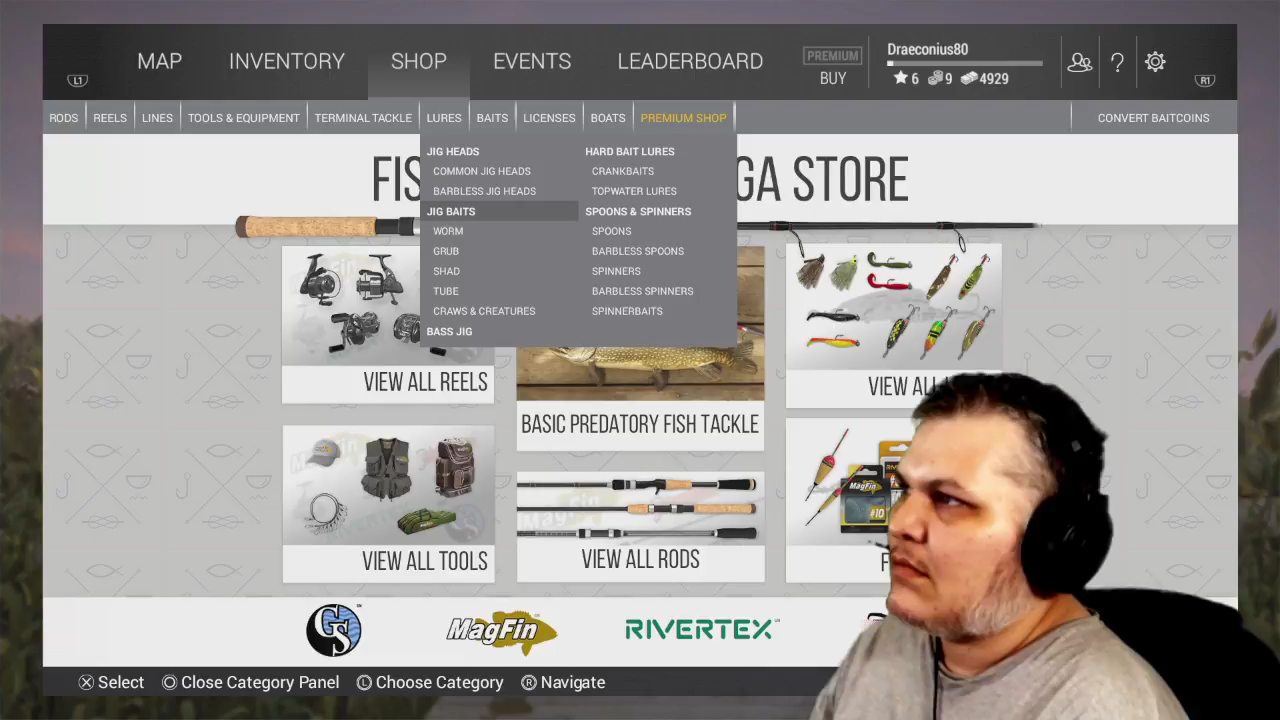 MAP INVENTORY SHOP EVENTS LEADERBOARD
PREMIUM
BUY
Draeconius80
6 9 4929
L1
R1
RODS REELS LINES TOOLS & EQUIPMENT TERMINAL TACKLE LURES BAITS LICENSES BOATS PREMIUM SHOP CONVERT BAITCOINS
JIG HEADS
COMMON JIG HEADS
BARBLESS JIG HEADS
JIG BAITS
WORM
GRUB
SHAD
TUBE
CRAWS & CREATURES
BASS JIG
HARD BAIT LURES
CRANKBAITS
TOPWATER LURES
SPOONS & SPINNERS
SPOONS
BARBLESS SPOONS
SPINNERS
BARBLESS SPINNERS
SPINNERBAITS
FIS GA STORE
VIEW ALL REELS
BASIC PREDATORY FISH TACKLE
VIEW ALL
VIEW ALL TOOLS
VIEW ALL RODS
MagFin
#10
GS
MagFin
RIVERTEX
X Select O Close Category Panel L Choose Category R Navigate